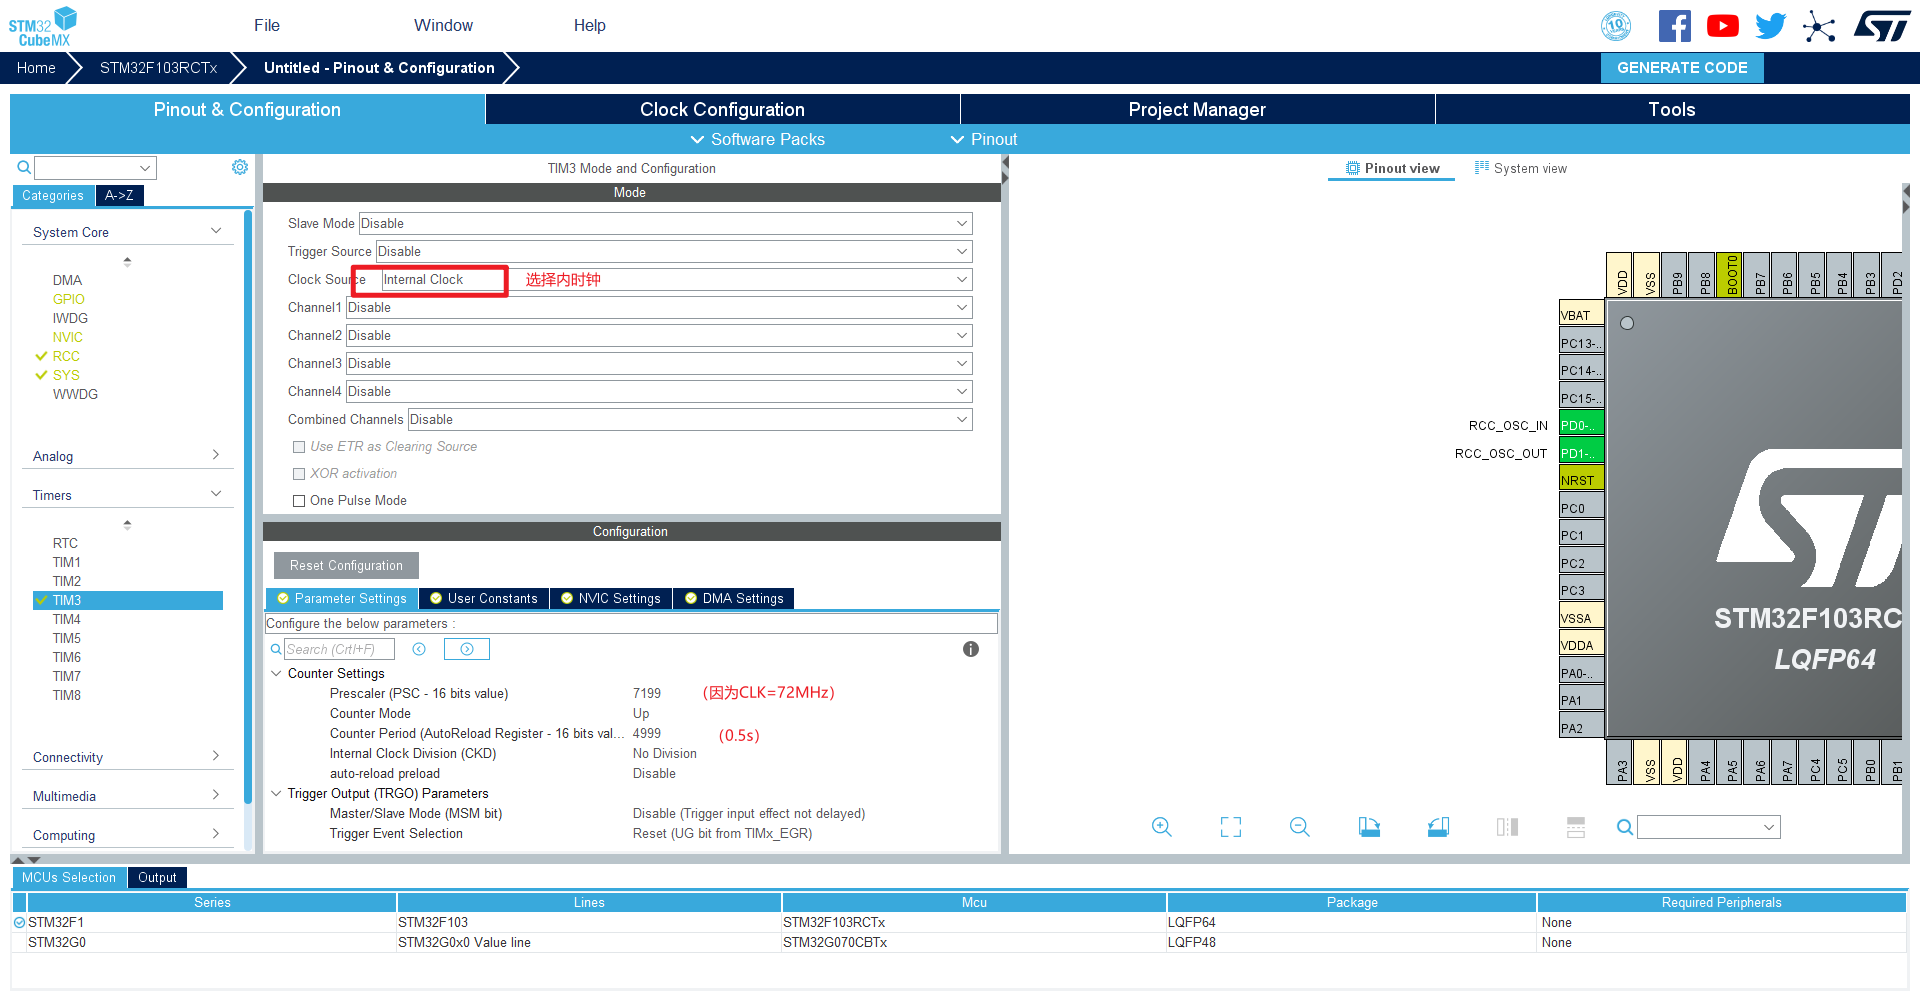 STM32
CubeMX
File
Window
Help
10
Home
STM32F103RCTx
Untitled - Pinout & Configuration
GENERATE CODE
Pinout & Configuration
Clock Configuration
Project Manager
Tools
Software Packs
Pinout
Categories
A->Z
System Core
DMA
GPIO
IWDG
NVIC
RCC
SYS
WWDG
Analog
Timers
RTC
TIM1
TIM2
TIM3
TIM4
TIM5
TIM6
TIM7
TIM8
Connectivity
Multimedia
Computing
TIM3 Mode and Configuration
Mode
Slave Mode Disable
Trigger Source Disable
Clock Source Internal Clock 选择内时钟
Channel1 Disable
Channel2 Disable
Channel3 Disable
Channel4 Disable
Combined Channels Disable
Use ETR as Clearing Source
XOR activation
One Pulse Mode
Configuration
Reset Configuration
Parameter Settings
User Constants
NVIC Settings
DMA Settings
Configure the below parameters :
Search (Crtl+F)
Counter Settings
Prescaler (PSC - 16 bits value) 7199 （因为CLK=72MHz）
Counter Mode Up
Counter Period (AutoReload Register - 16 bits val... 4999 （0.5s）
Internal Clock Division (CKD) No Division
auto-reload preload Disable
Trigger Output (TRGO) Parameters
Master/Slave Mode (MSM bit) Disable (Trigger input effect not delayed)
Trigger Event Selection Reset (UG bit from TIMx_EGR)
Pinout view
System view
VDD
VSS
PB9
PB8
BOOT0
PB7
PB6
PB5
PB4
PB3
PD2
VBAT
PC13-..
PC14-..
PC15-..
RCC_OSC_IN PD0-..
RCC_OSC_OUT PD1-..
NRST
PC0
PC1
PC2
PC3
VSSA
VDDA
PA0-..
PA1
PA2
STM32F103RC
LQFP64
PA3
VSS
VDD
PA4
PA5
PA6
PA7
PC4
PC5
PB0
PB1
MCUs Selection
Output
Series Lines Mcu Package Required Peripherals
STM32F1 STM32F103 STM32F103RCTx LQFP64 None
STM32G0 STM32G0x0 Value line STM32G070CBTx LQFP48 None